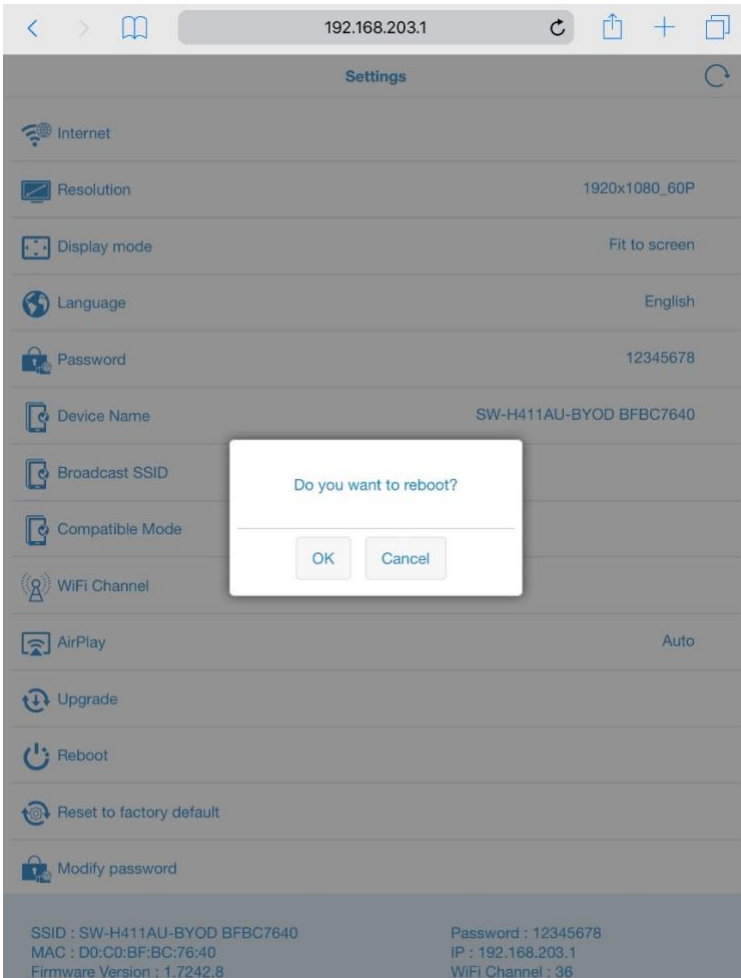 192.168.203.1
Settings
Internet
Resolution 1920x1080_60P
Display mode Fit to screen
Language English
Password 12345678
Device Name SW-H411AU-BYOD BFBC7640
Broadcast SSID
Do you want to reboot?
Compatible Mode
OK Cancel
WiFi Channel
AirPlay Auto
Upgrade
Reboot
Reset to factory default
Modify password
SSID : SW-H411AU-BYOD BFBC7640 Password : 12345678
MAC : D0:C0:BF:BC:76:40 IP : 192.168.203.1
Firmware Version : 1.7242.8 WiFi Channel : 36